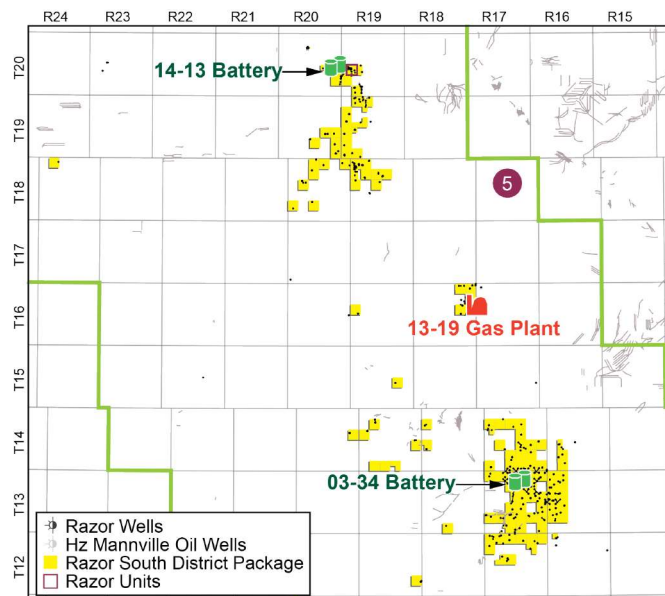 R24 R23 R22 R21 R20 R19 R18 R17 R16 R15
T20
14-13 Battery
T19
T18
5
T17
T16
13-19 Gas Plant
T15
T14
03-34 Battery
T13
T12
Razor Wells
Hz Mannville Oil Wells
Razor South District Package
Razor Units